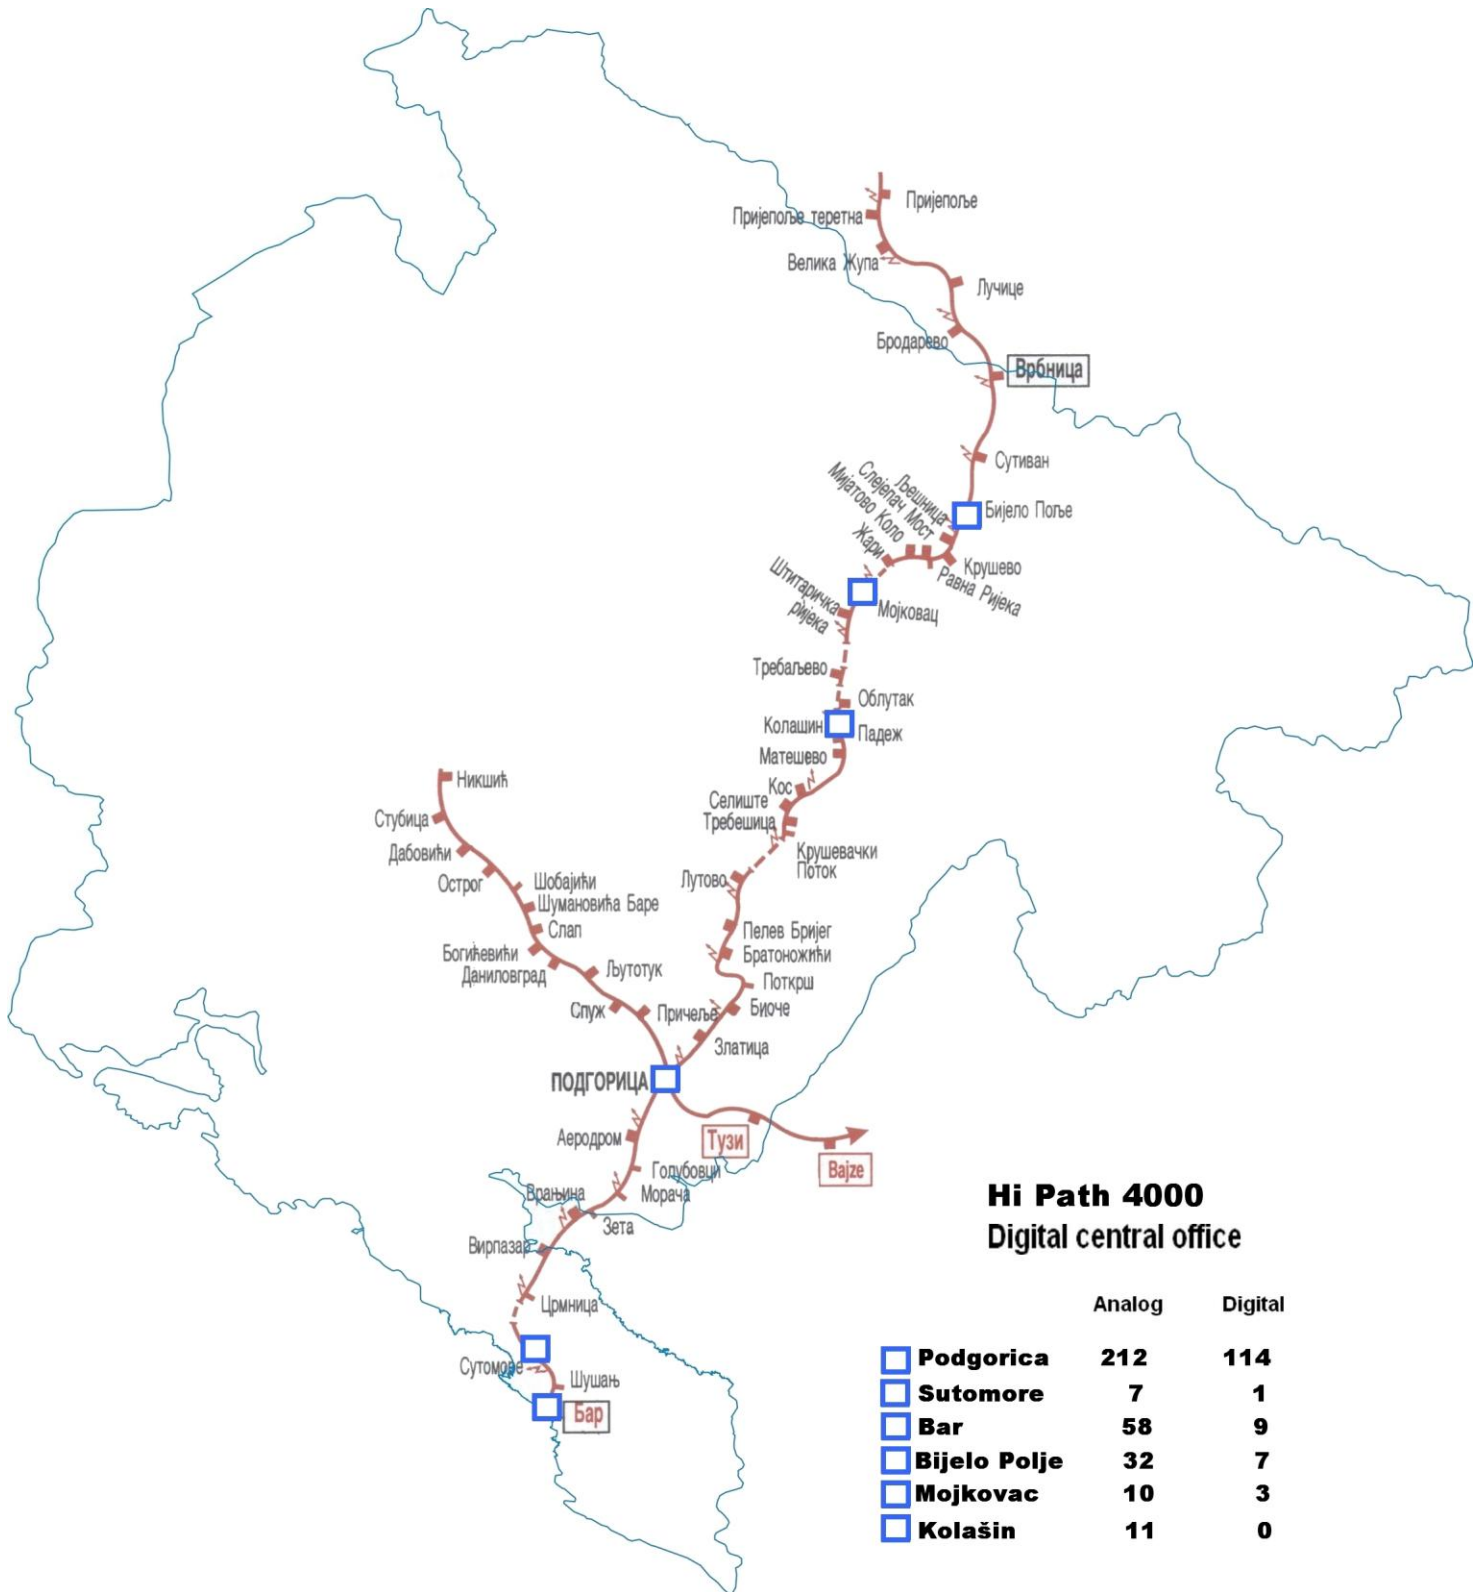 Пријепоље
Пријепоље теретна
Велика Жупа
Лучице
Бродарево
Врбница
Сутиван
Љешница
Слејепач Мост
Мијатово Коло
Жари
Бијело Поље
Крушево
Равна Ријека
Штитаричка
ријека
Мојковац
Требаљево
Облутак
Колашин
Падеж
Матешево
Кос
Селиште
Требешица
Крушевачки
Поток
Лутово
Пелев Бријег
Братоножићи
Поткрш
Биоче
Златица
Никшић
Стубица
Дабовићи
Острог
Шобајићи
Шумановића Баре
Слап
Богићевићи
Даниловград
Љутотук
Спуж
Причеље
ПОДГОРИЦА
Тузи
Bajze
Аеродром
Голубовци
Морача
Врањина
Зета
Вирпазар
Црмница
Сутоморе
Шушањ
Бар
Hi Path 4000
Digital central office
Analog Digital
Podgorica 212 114
Sutomore 7 1
Bar 58 9
Bijelo Polje 32 7
Mojkovac 10 3
Kolašin 11 0